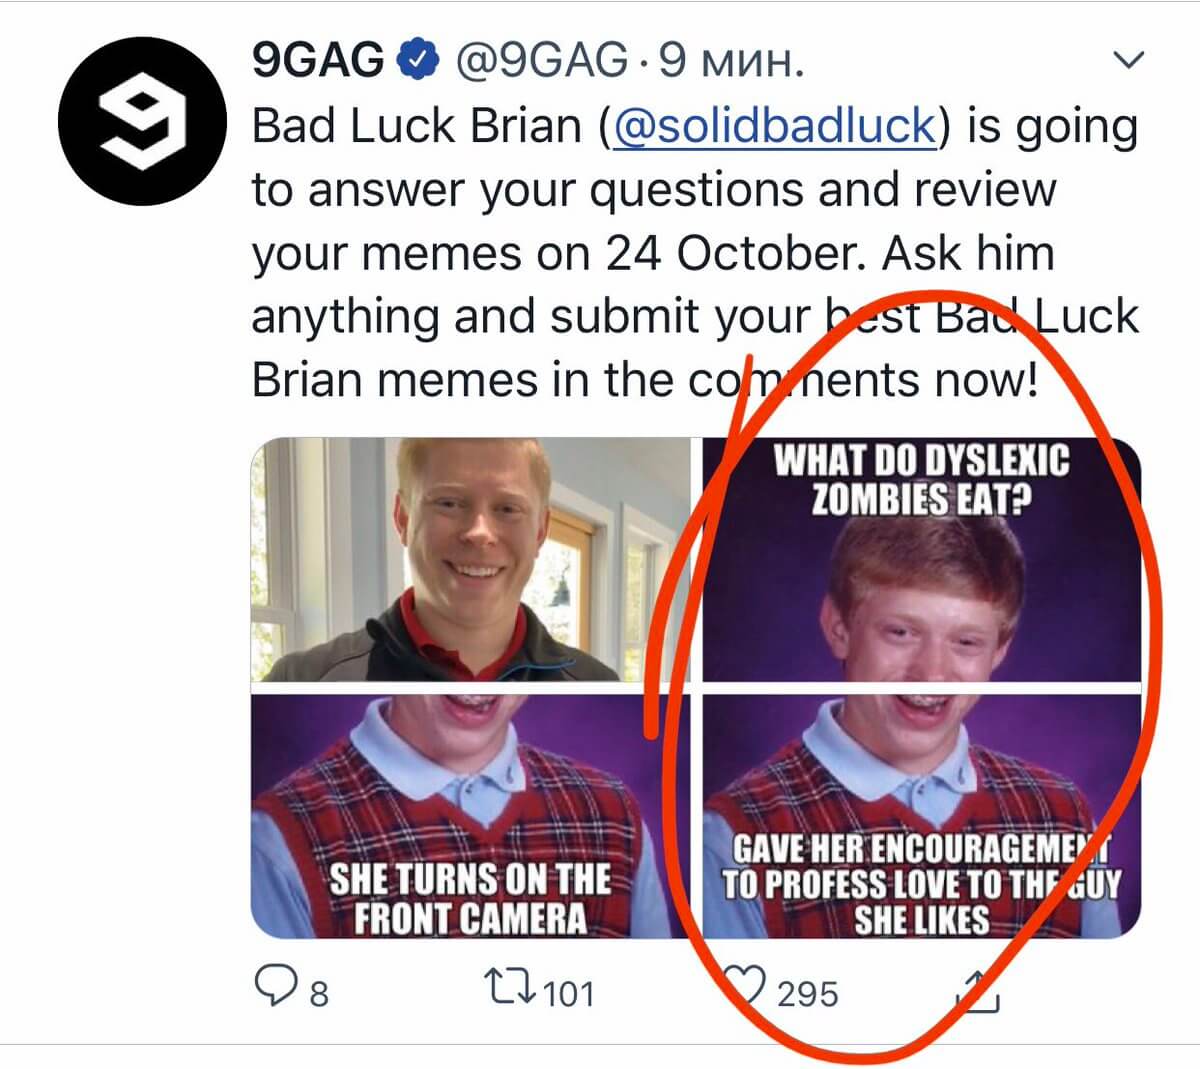 9GAG @9GAG · 9 мин.
Bad Luck Brian (@solidbadluck) is going
to answer your questions and review
your memes on 24 October. Ask him
anything and submit your best Bad Luck
Brian memes in the comments now!
WHAT DO DYSLEXIC
ZOMBIES EAT?
SHE TURNS ON THE
FRONT CAMERA
GAVE HER ENCOURAGEMENT
TO PROFESS LOVE TO THE GUY
SHE LIKES
8 101 295